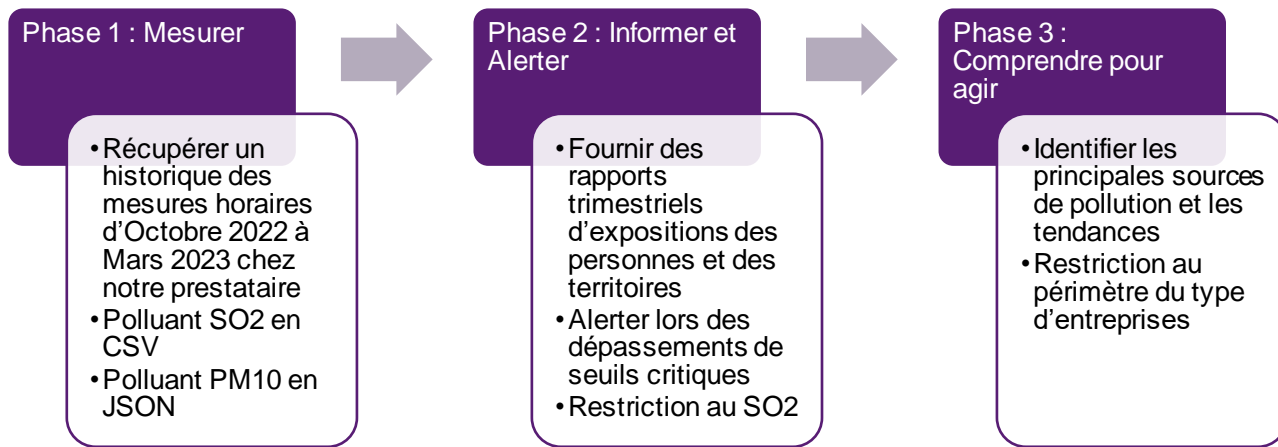 Phase 1 : Mesurer
•Récupérer un
historique des
mesures horaires
d’Octobre 2022 à
Mars 2023 chez
notre prestataire
•Polluant SO2 en
CSV
•Polluant PM10 en
JSON
Phase 2 : Informer et
Alerter
•Fournir des
rapports
trimestriels
d’expositions des
personnes et des
territoires
•Alerter lors des
dépassements de
seuils critiques
•Restriction au SO2
Phase 3 :
Comprendre pour
agir
•Identifier les
principales sources
de pollution et les
tendances
•Restriction au
périmètre du type
d’entreprises